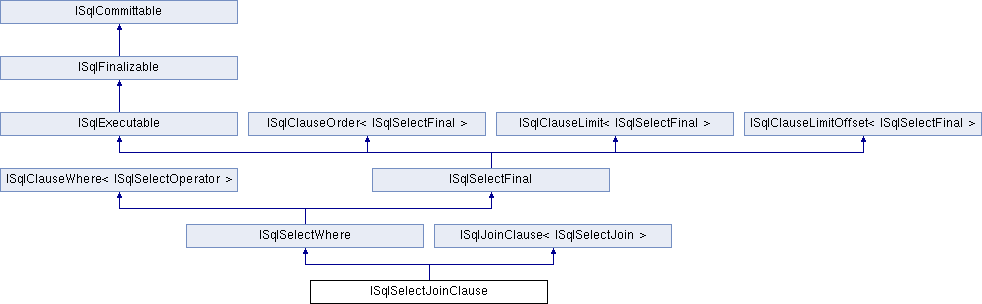 ISqlCommittable
ISqlFinalizable
ISqlExecutable
ISqlClauseOrder< ISqlSelectFinal >
ISqlClauseLimit< ISqlSelectFinal >
ISqlClauseLimitOffset< ISqlSelectFinal >
ISqlClauseWhere< ISqlSelectOperator >
ISqlSelectFinal
ISqlSelectWhere
ISqlJoinClause< ISqlSelectJoin >
ISqlSelectJoinClause